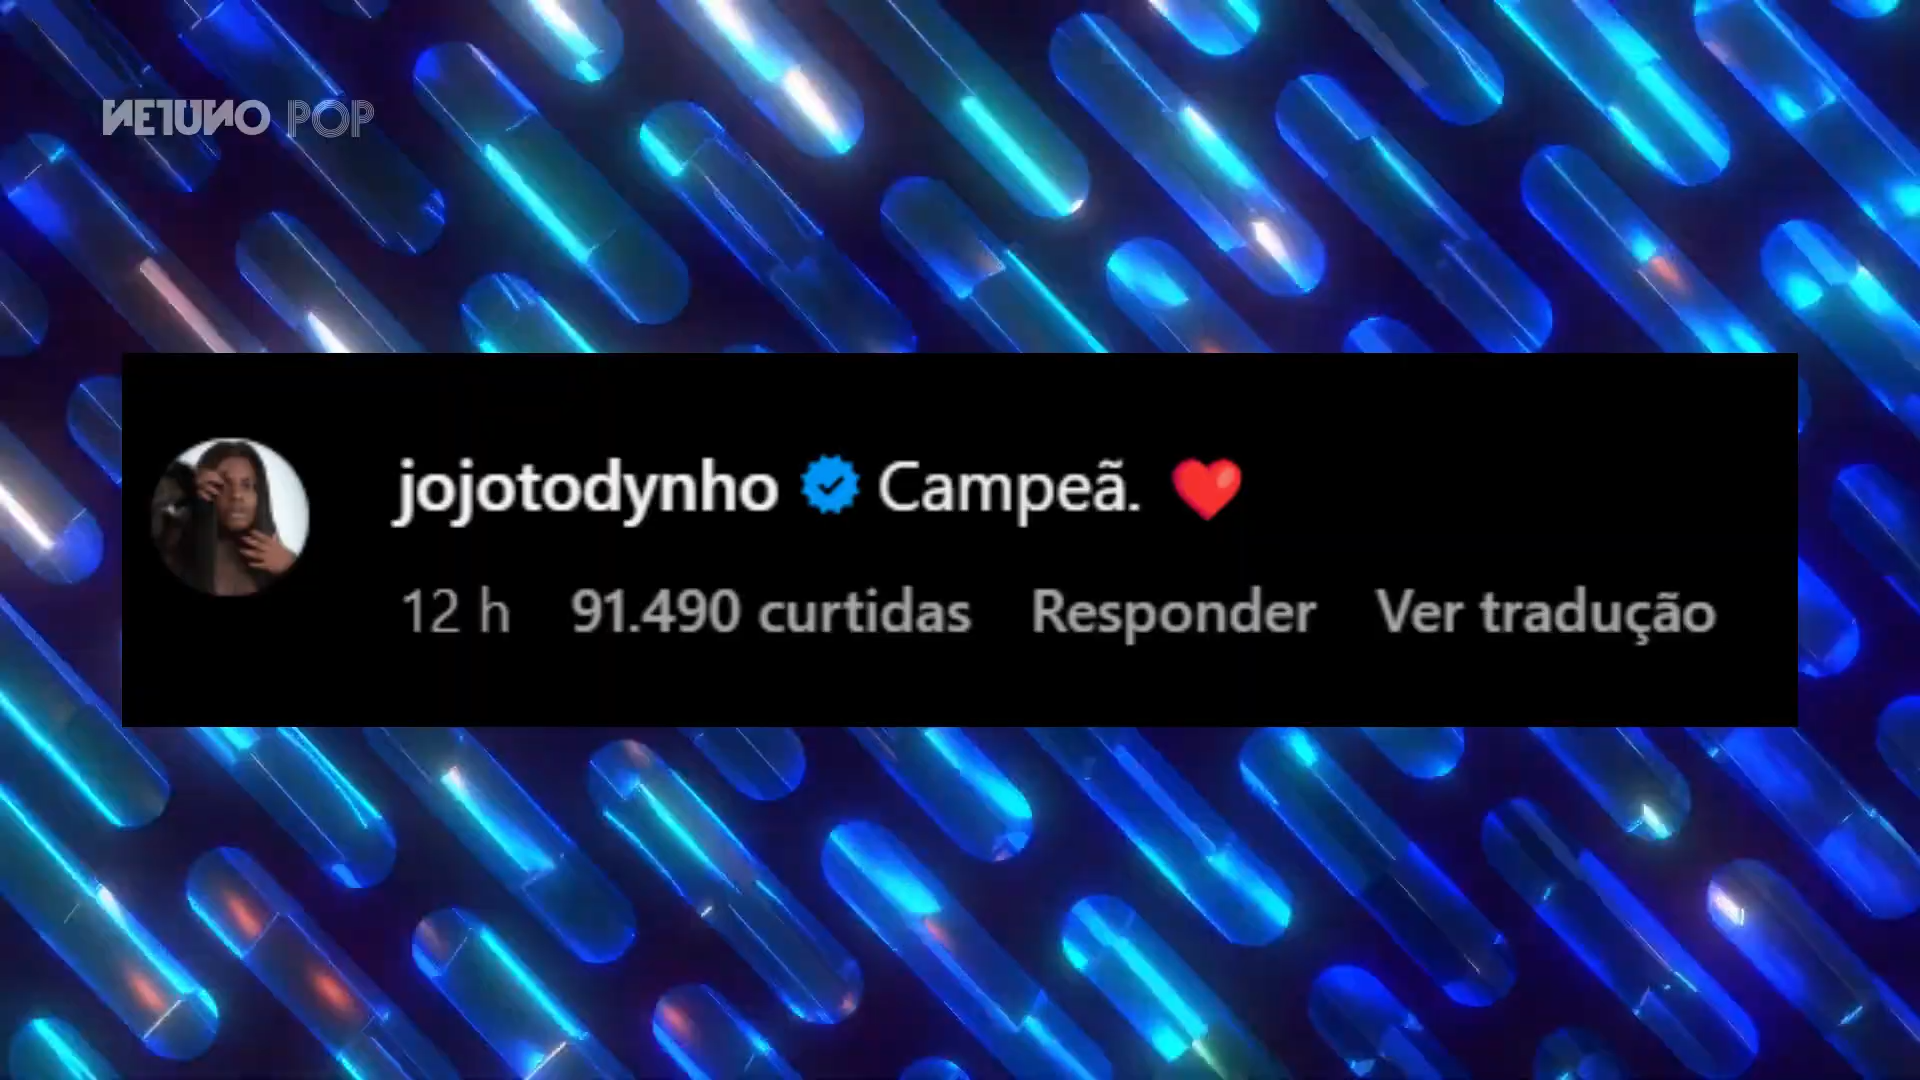 NETUNO POP
jojotodynho Campeã. ❤️
12 h 91.490 curtidas Responder Ver tradução